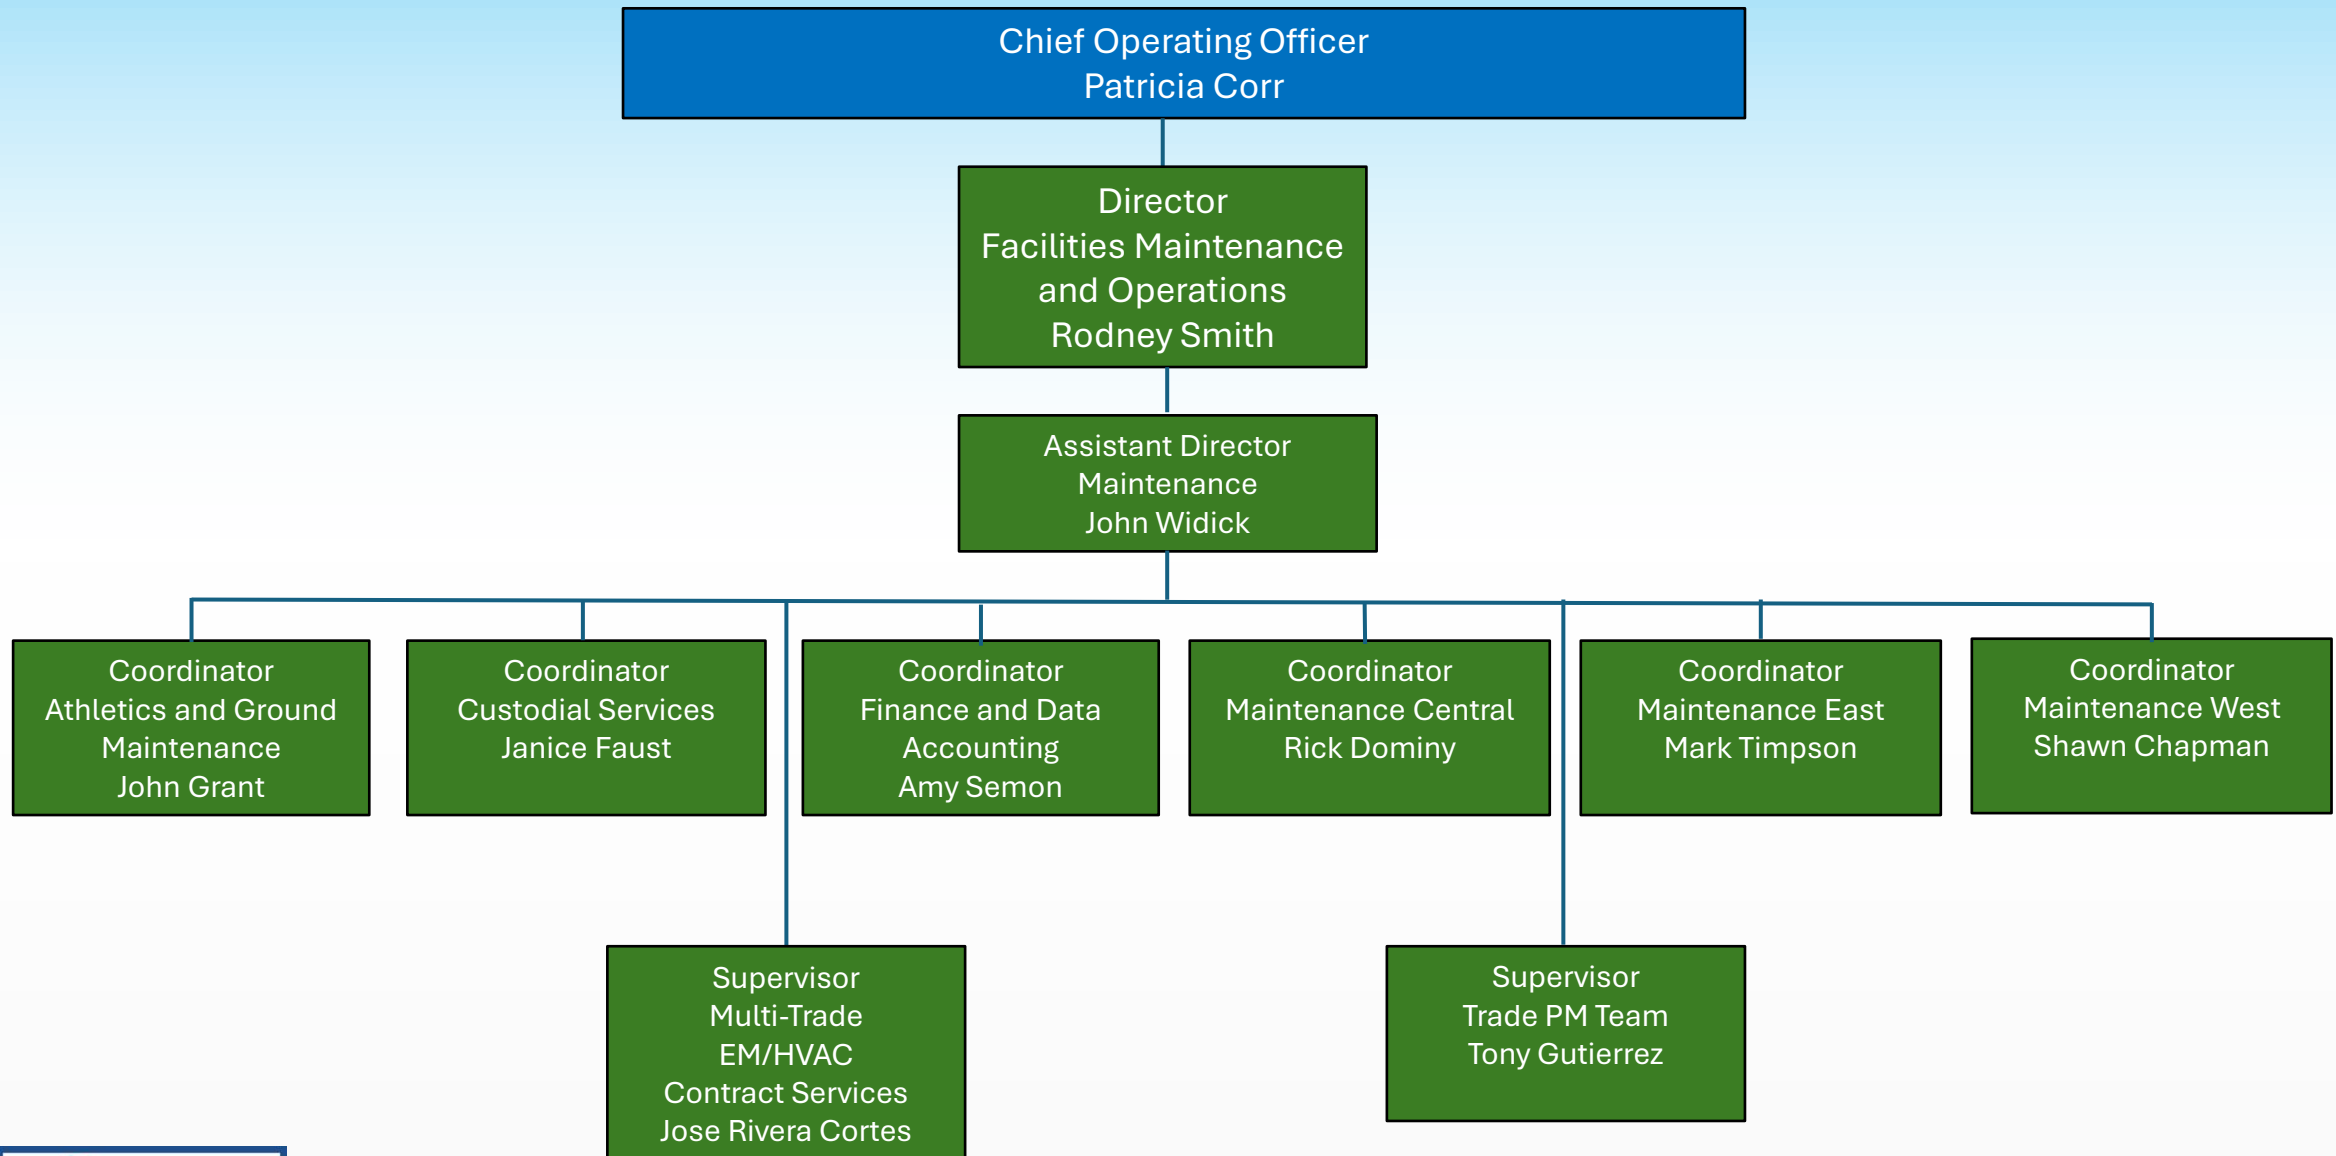 Chief Operating Officer
Patricia Corr
Director
Facilities Maintenance
and Operations
Rodney Smith
Assistant Director
Maintenance
John Widick
Coordinator
Athletics and Ground
Maintenance
John Grant
Coordinator
Custodial Services
Janice Faust
Coordinator
Finance and Data
Accounting
Amy Semon
Coordinator
Maintenance Central
Rick Dominy
Coordinator
Maintenance East
Mark Timpson
Coordinator
Maintenance West
Shawn Chapman
Supervisor
Multi-Trade
EM/HVAC
Contract Services
Jose Rivera Cortes
Supervisor
Trade PM Team
Tony Gutierrez